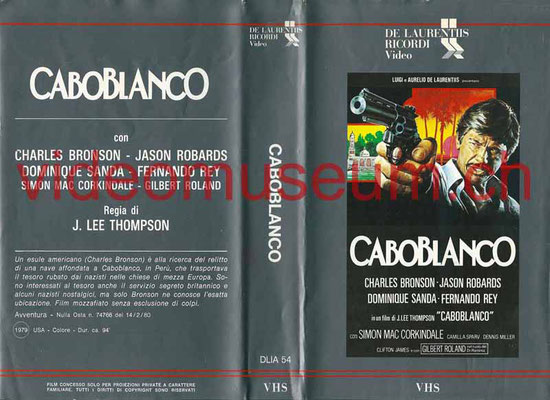 CABOBLANCO
con
CHARLES BRONSON - JASON ROBARDS
DOMINIQUE SANDA - FERNANDO REY
SIMON MAC CORKINDALE - GILBERT ROLAND
Regia di
J. LEE THOMPSON
Un esule americano (Charles Bronson) è alla ricerca del relitto
di una nave affondata a Caboblanco, in Perú, che trasportava
il tesoro rubato dai nazisti nelle chiese di mezza Europa. So-
no interessati al tesoro anche il servizio segreto britannico e
alcuni nazisti nostalgici, ma solo Bronson ne conosce l'esatta
ubicazione. Film mozzafiato senza esclusione di colpi.
Avventura - Nulla Osta n. 74766 del 14/2/80
1979 USA - Colore - Dur. ca. 94'
FILM CONCESSO SOLO PER PROIEZIONI PRIVATE A CARATTERE
FAMILIARE. TUTTI I DIRITTI DI COPYRIGHT SONO RISERVATI
DE LAURENTIIS
RICORDI
Video
CABOBLANCO
DLIA 54
VHS
DE LAURENTIIS
RICORDI
Video
LUIGI e AURELIO DE LAURENTIIS
CABOBLANCO
CHARLES BRONSON · JASON ROBARDS
DOMINIQUE SANDA · FERNANDO REY
in un film di J.LEE THOMPSON "CABOBLANCO"
con SIMON MAC CORKINDALE · CAMILLA SPARV · DENNIS MILLER
CLIFTON JAMES e con GILBERT ROLAND
VHS
videomuseum.ch